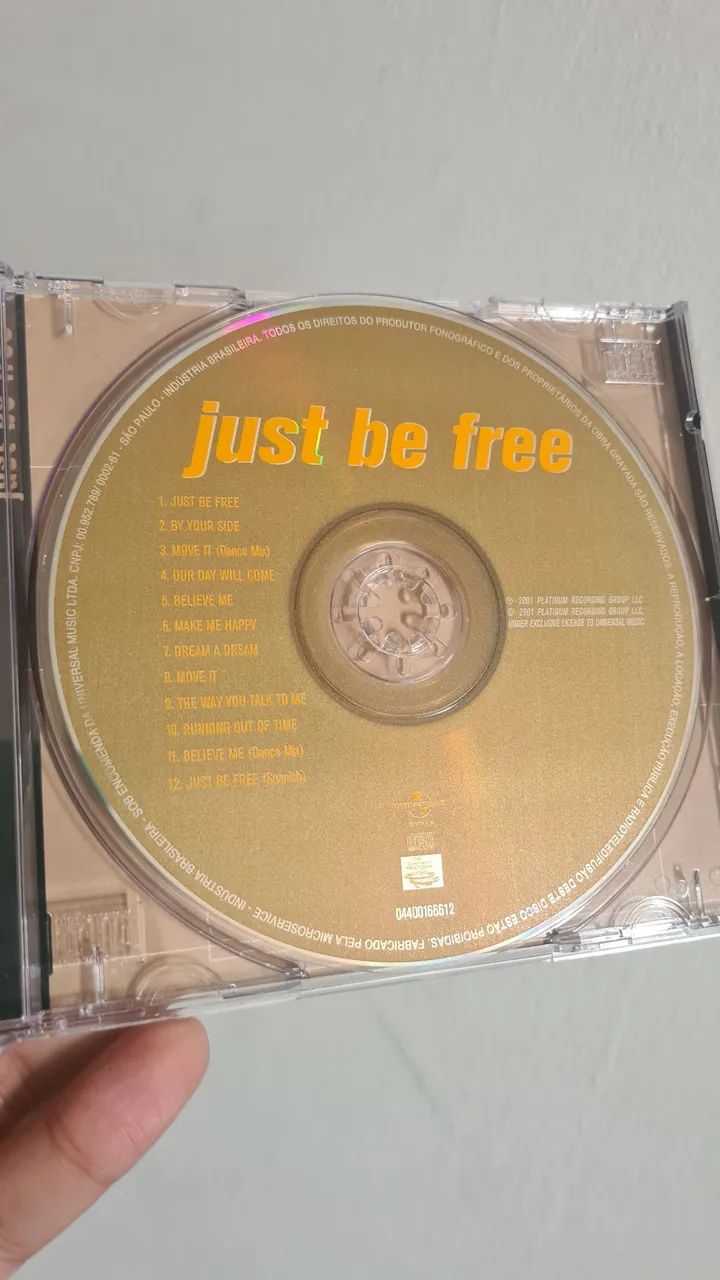 just be free
1. JUST BE FREE
2. BY YOUR SIDE
3. MOVE IT (Dance Mix)
4. OUR DAY WILL COME
5. BELIEVE ME
6. MAKE ME HAPPY
7. DREAM A DREAM
8. MOVE IT
9. THE WAY YOU TALK TO ME
10. RUNNING OUT OF TIME
11. BELIEVE ME (Dance Mix)
12. JUST BE FREE (Spanish)
℗ 2001 PLATINUM RECORDING GROUP LLC
© 2001 PLATINUM RECORDING GROUP LLC,
UNDER EXCLUSIVE LICENSE TO UNIVERSAL MUSIC
UNIVERSAL
04400166612
SOB ENCOMENDA DA UNIVERSAL MUSIC LTDA. CNPJ: 00.952.789/ 0002-61 - SÃO PAULO - INDÚSTRIA BRASILEIRA. TODOS OS DIREITOS DO PRODUTOR FONOGRÁFICO E DOS PROPRIETÁRIOS DA OBRA GRAVADA SÃO RESERVADOS. A REPRODUÇÃO, A LOCAÇÃO, EXECUÇÃO PÚBLICA E RADIOTELEDIFUSÃO DESTE DISCO ESTÃO PROIBIDAS. FABRICADO PELA MICROSERVICE - INDÚSTRIA BRASILEIRA -